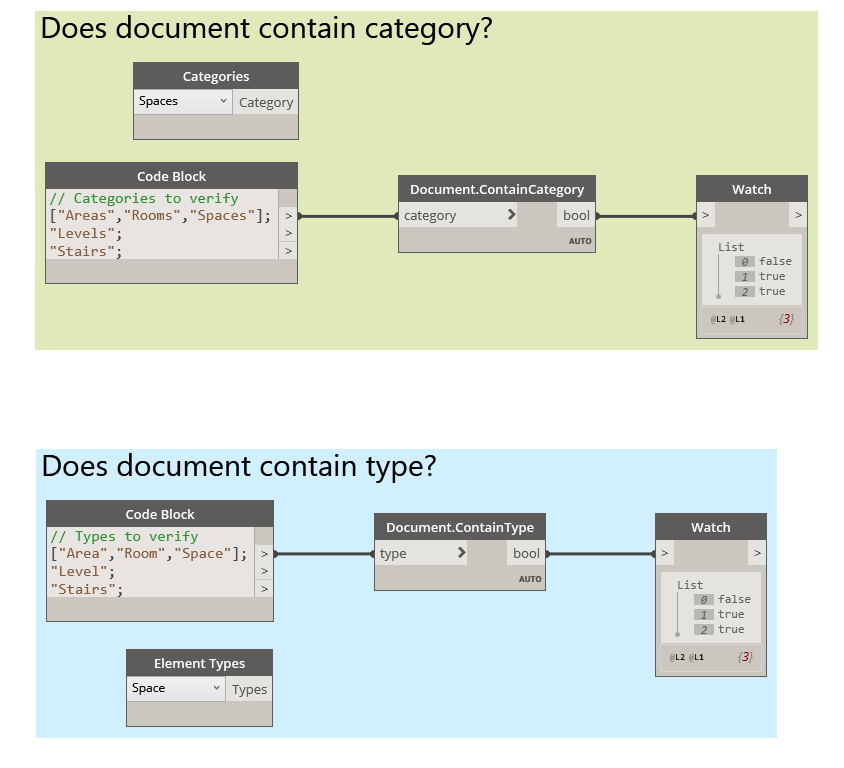 Does document contain category?
Categories
Spaces Category
Code Block
// Categories to verify
["Areas","Rooms","Spaces"]; >
"Levels"; >
"Stairs"; >
Document.ContainCategory
category > bool
AUTO
Watch
> >
List
0 false
1 true
2 true
@L2 @L1 {3}
Does document contain type?
Code Block
// Types to verify
["Area","Room","Space"]; >
"Level"; >
"Stairs"; >
Document.ContainType
type > bool
AUTO
Watch
> >
List
0 false
1 true
2 true
@L2 @L1 {3}
Element Types
Space Types